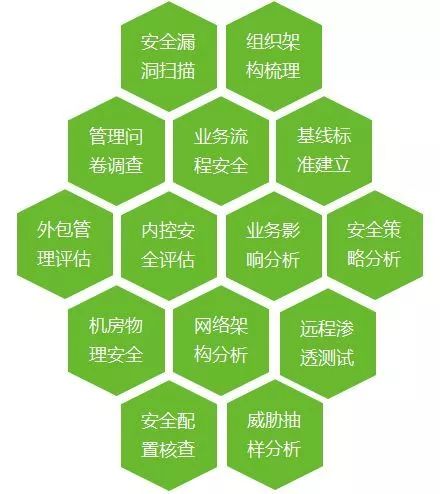 安全漏
洞扫描
组织架
构梳理
管理问
卷调查
业务流
程安全
基线标
准建立
外包管
理评估
内控安
全评估
业务影
响分析
安全策
略分析
机房物
理安全
网络架
构分析
远程渗
透测试
安全配
置核查
威胁抽
样分析